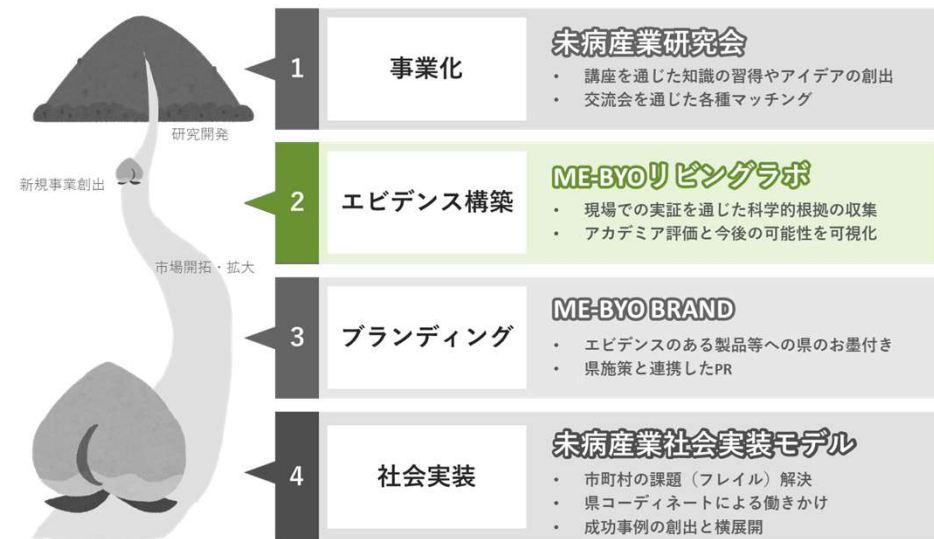 研究開発
新規事業創出
市場開拓・拡大
1
事業化
未病産業研究会
• 講座を通じた知識の習得やアイデアの創出
• 交流会を通じた各種マッチング
2
エビデンス構築
ME-BYOリビングラボ
• 現場での実証を通じた科学的根拠の収集
• アカデミア評価と今後の可能性を可視化
3
ブランディング
ME-BYO BRAND
• エビデンスのある製品等への県のお墨付き
• 県施策と連携したPR
4
社会実装
未病産業社会実装モデル
• 市町村の課題（フレイル）解決
• 県コーディネートによる働きかけ
• 成功事例の創出と横展開